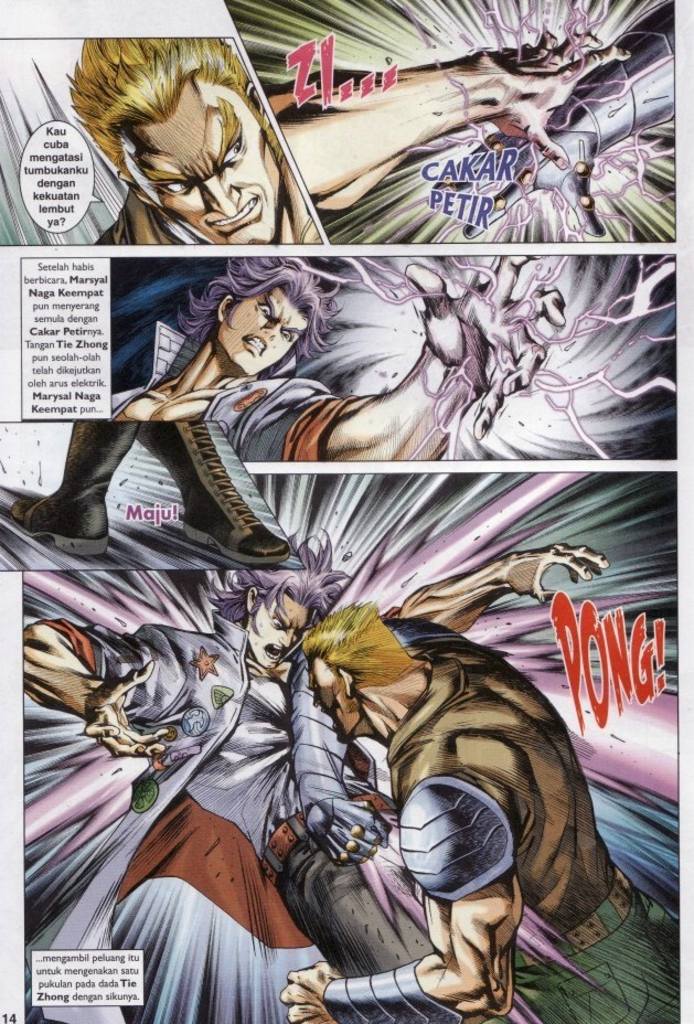 Kau
cuba
mengatasi
tumbukanku
dengan
kekuatan
lembut
ya?
ZI...
CAKAR
PETIR
Setelah habis
berbicara, Marsyal
Naga Keempat
pun menyerang
semula dengan
Cakar Petirnya.
Tangan Tie Zhong
pun seolah-olah
telah dikejutkan
oleh arus elektrik.
Marysal Naga
Keempat pun...
Maju!
PONG!
...mengambil peluang itu
untuk mengenakan satu
pukulan pada dada Tie
Zhong dengan sikunya.
14